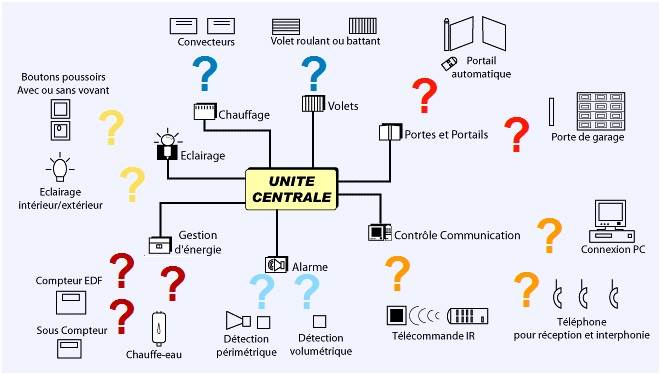 Convecteurs
Volet roulant ou battant
Portail
automatique
Boutons poussoirs
Avec ou sans voyant
?
?
?
?
?
Chauffage
Volets
Portes et Portails
Porte de garage
Eclairage
?
Eclairage
intérieur/extérieur
UNITE
CENTRALE
Gestion
d'énergie
Contrôle Communication
?
Connexion PC
Alarme
?
?
?
?
?
?
?
Compteur EDF
Sous Compteur
Chauffe-eau
Détection
périmétrique
Détection
volumétrique
Télécommande IR
Téléphone
pour réception et interphonie